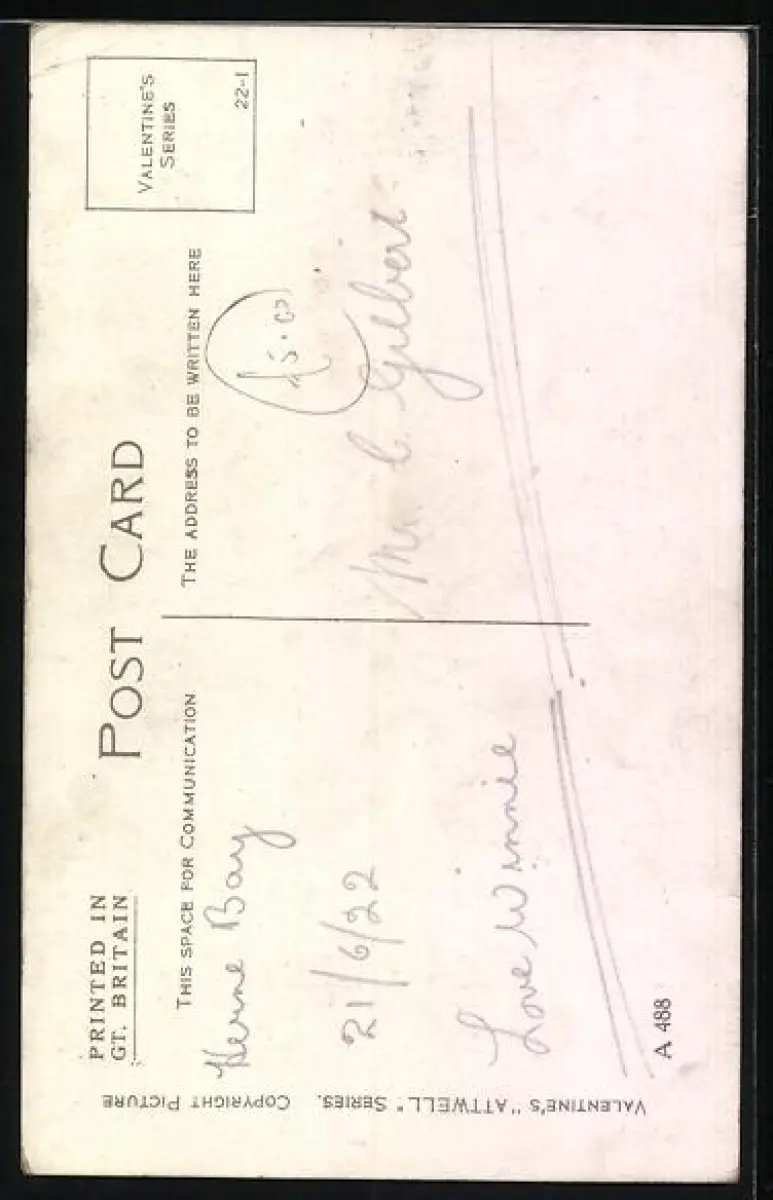 PRINTED IN
GT. BRITAIN
POST CARD
VALENTINE'S
SERIES
22-1
THIS SPACE FOR COMMUNICATION
THE ADDRESS TO BE WRITTEN HERE
Herne Bay
21/6/22
Love Winnie
Mr. C. Gilbert
VALENTINE'S "ATTWELL" SERIES. COPYRIGHT PICTURE
A 488